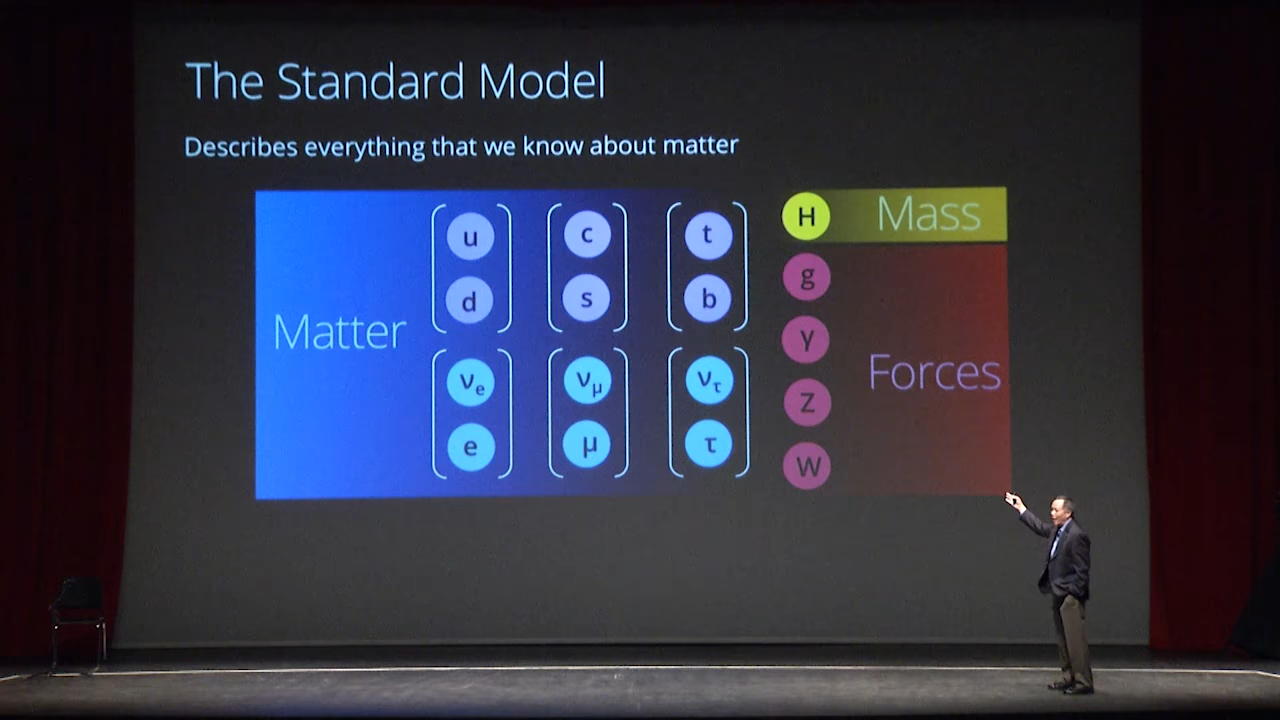 The Standard Model
Describes everything that we know about matter
Matter
u c t
d s b
νe νμ ντ
e μ τ
H Mass
g
γ
Z
W
Forces